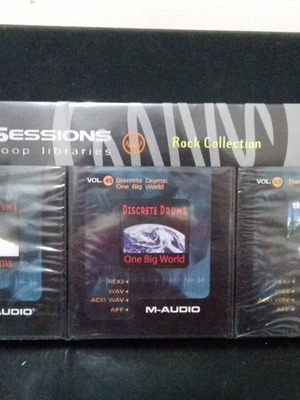 SESSIONS
loop libraries
Rock Collection
VOL. 45 Discrete Drums:
One Big World
DISCRETE DRUMS
One Big World
REX2
WAV
ACID WAV
AIFF
M-AUDIO
AUDIO
VOL.
REX2
WAV
ACID WAV
AIFF